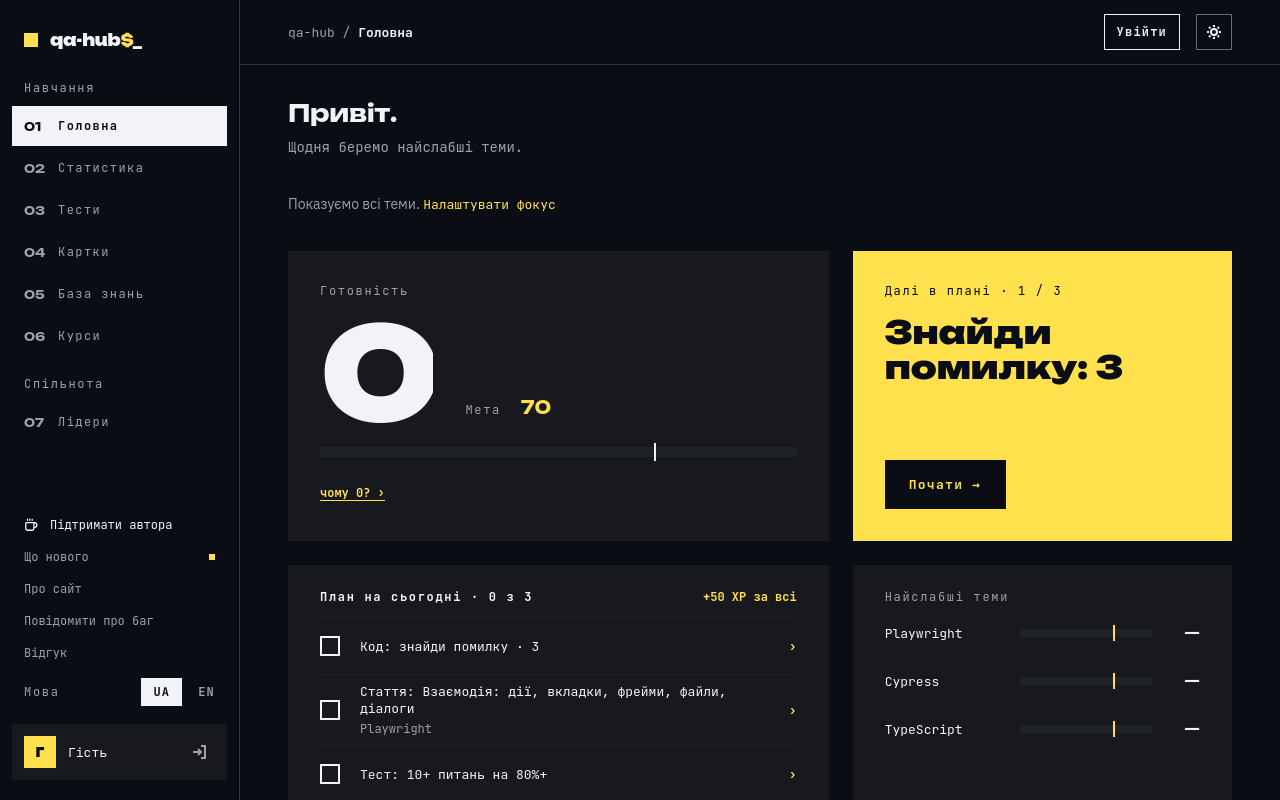 qa-hub$_
Навчання
01 Головна
02 Статистика
03 Тести
04 Картки
05 База знань
06 Курси
Спільнота
07 Лідери
Підтримати автора
Що нового
Про сайт
Повідомити про баг
Відгук
Мова UA EN
Г Гість
qa-hub / Головна
Увійти
Привіт.
Щодня беремо найслабші теми.
Показуємо всі теми. Налаштувати фокус
Готовність
0 Мета 70
чому 0? ›
Далі в плані · 1 / 3
Знайди
помилку: 3
Почати →
План на сьогодні · 0 з 3 +50 XP за всі
Код: знайди помилку · 3 ›
Стаття: Взаємодія: дії, вкладки, фрейми, файли,
діалоги ›
Playwright
Тест: 10+ питань на 80%+ ›
Найслабші теми
Playwright —
Cypress —
TypeScript —